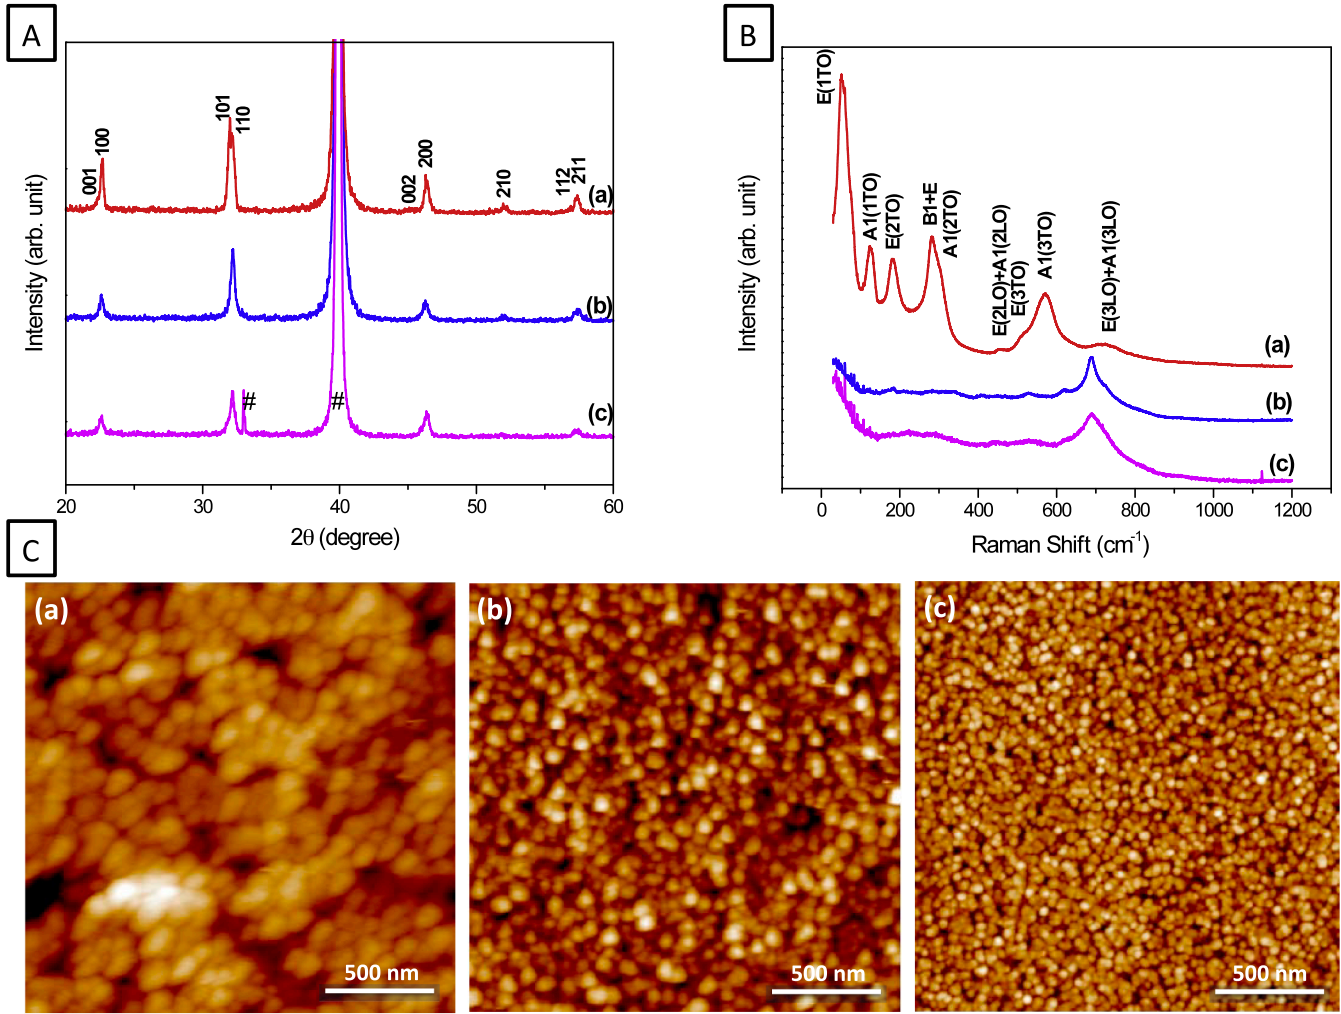 A
001
100
101
110
002
200
210
112
211
(a)
(b)
#
#
(c)
Intensity (arb. unit)
20
30
40
50
60
2θ (degree)
B
E(1TO)
A1(1TO)
E(2TO)
B1+E
A1(2TO)
E(2LO)+A1(2LO)
E(3TO)
A1(3TO)
E(3LO)+A1(3LO)
(a)
(b)
(c)
Intensity (arb. unit)
0
200
400
600
800
1000
1200
Raman Shift (cm⁻¹)
C
(a)
500 nm
(b)
500 nm
(c)
500 nm